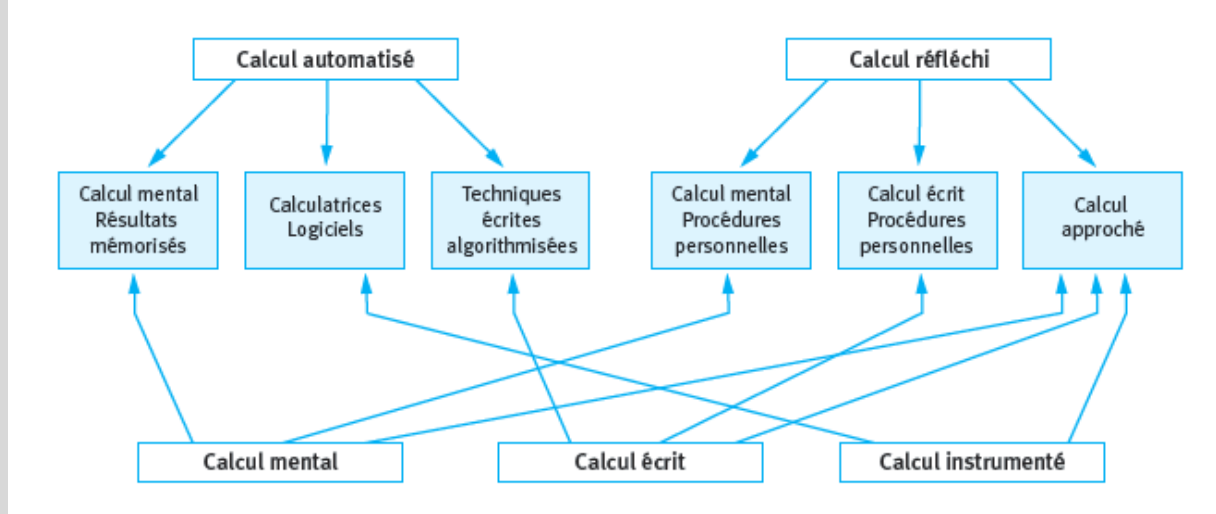 Calcul automatisé
Calcul réfléchi
Calcul mental
Résultats
mémorisés
Calculatrices
Logiciels
Techniques
écrites
algorithmisées
Calcul mental
Procédures
personnelles
Calcul écrit
Procédures
personnelles
Calcul
approché
Calcul mental
Calcul écrit
Calcul instrumenté